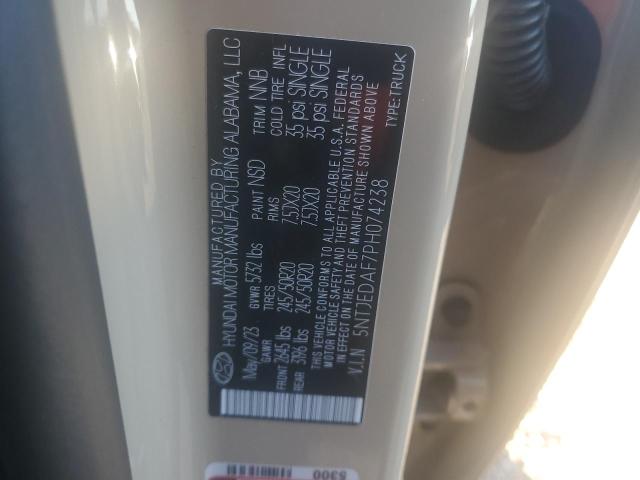 MANUFACTURED BY
HYUNDAI MOTOR MANUFACTURING ALABAMA, LLC
May/09/23 GVWR 5732 lbs PAINT NSD TRIM NNB
GAWR TIRES RIMS COLD TIRE INFL
FRONT 2645 lbs 245/50R20 7.5JX20 35 psi SINGLE
REAR 3196 lbs 245/50R20 7.5JX20 35 psi SINGLE
THIS VEHICLE CONFORMS TO ALL APPLICABLE U.S.A. FEDERAL
MOTOR VEHICLE SAFETY AND THEFT PREVENTION STANDARDS
IN EFFECT ON THE DATE OF MANUFACTURE SHOWN ABOVE
V.I.N 5NTJEDAF7PH074238 TYPE:TRUCK
5300